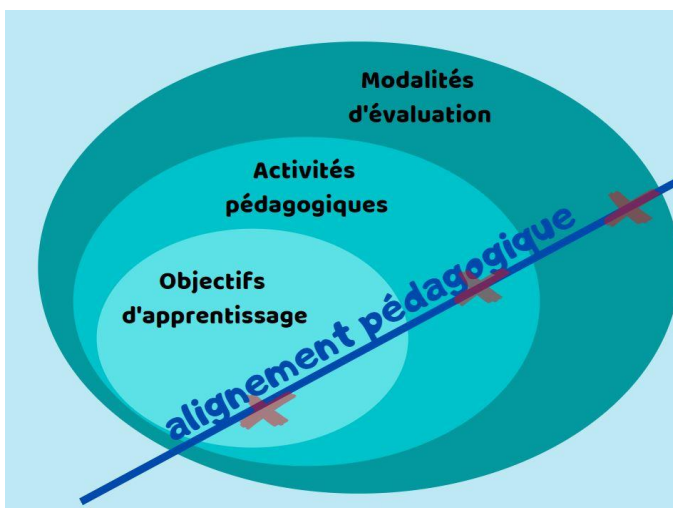 Modalités
d'évaluation
Activités
pédagogiques
Objectifs
d'apprentissage
alignement pédagogique